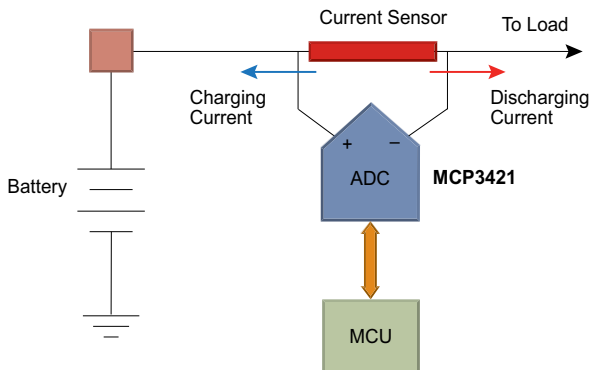 Current Sensor
To Load
Charging
Current
Discharging
Current
+
−
ADC
MCP3421
Battery
MCU